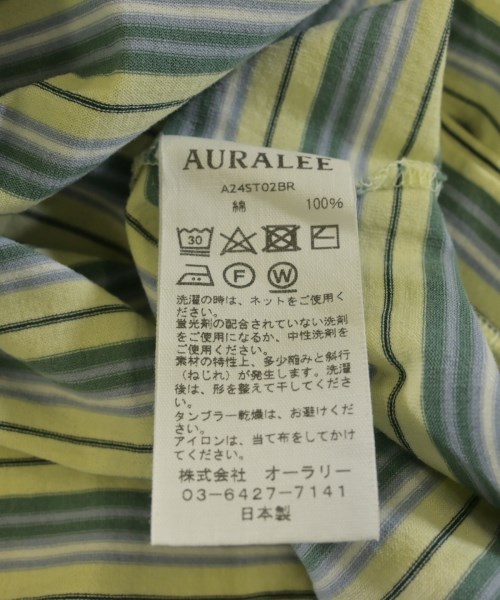 AURALEE
A24ST02BR
綿 100%
30
F W
洗濯の時は、ネットをご使用く
ださい。
蛍光剤の配合されていない洗剤
をご使用になるか、中性洗剤を
ご使用ください。
素材の特性上、多少縮みと斜行
（ねじれ）が発生します。洗濯
後は、形を整えて干してくださ
い。
タンブラー乾燥は、お避けくだ
さい。
アイロンは、当て布をしてかけ
てください。
株式会社 オーラリー
03-6427-7141
日本製